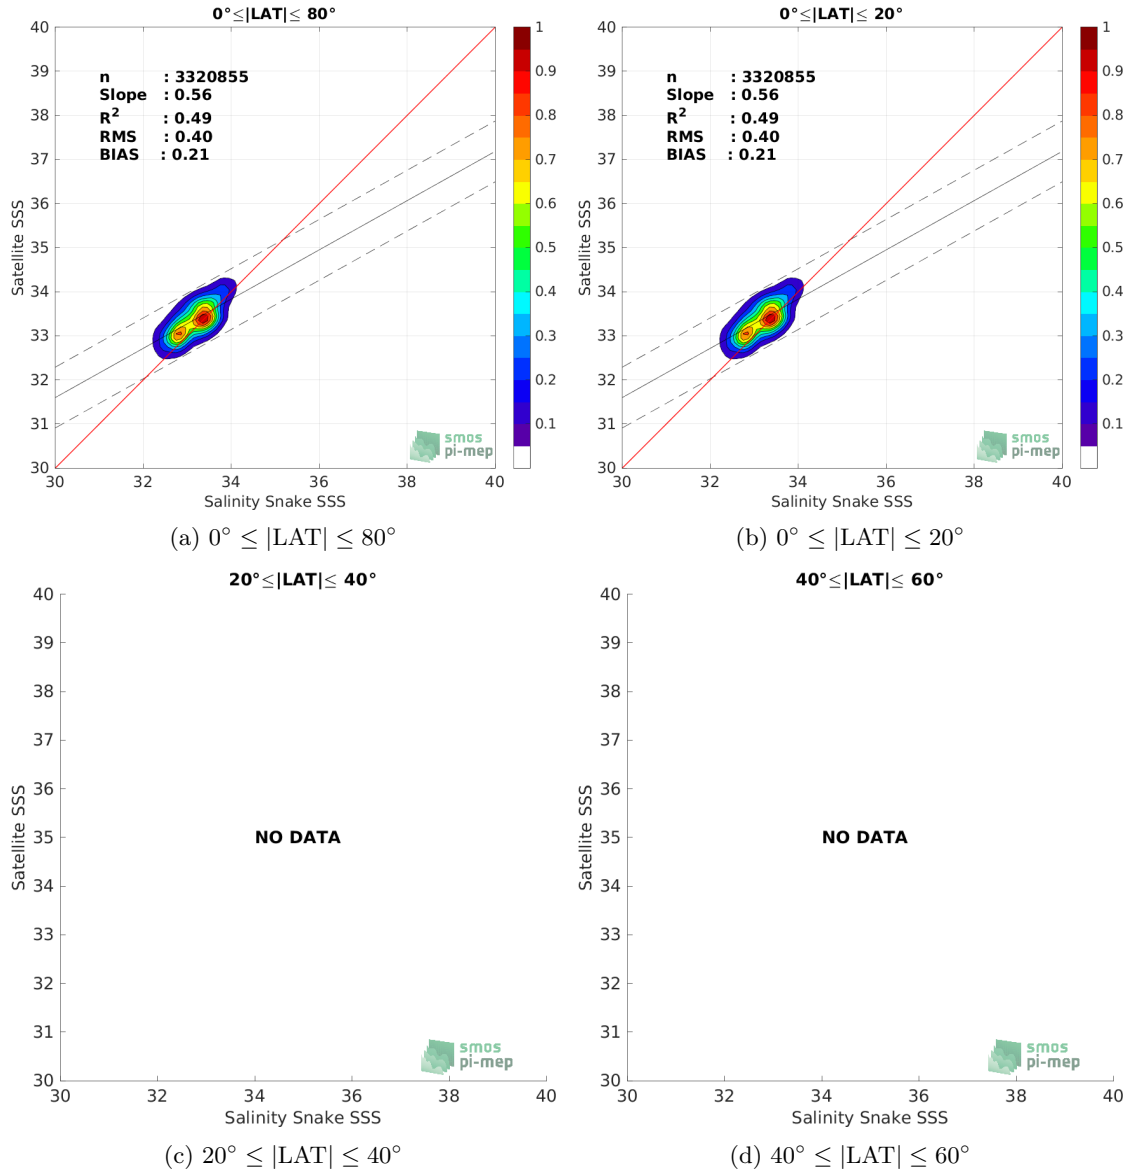 0°≤|LAT|≤ 80°
40
39
38
37
36
35
34
33
32
31
30
Satellite SSS
n : 3320855
Slope : 0.56
R² : 0.49
RMS : 0.40
BIAS : 0.21
smos
pi-mep
30 32 34 36 38 40
Salinity Snake SSS
1
0.9
0.8
0.7
0.6
0.5
0.4
0.3
0.2
0.1
(a) 0° ≤ |LAT| ≤ 80°
0°≤|LAT|≤ 20°
40
39
38
37
36
35
34
33
32
31
30
Satellite SSS
n : 3320855
Slope : 0.56
R² : 0.49
RMS : 0.40
BIAS : 0.21
smos
pi-mep
30 32 34 36 38 40
Salinity Snake SSS
1
0.9
0.8
0.7
0.6
0.5
0.4
0.3
0.2
0.1
(b) 0° ≤ |LAT| ≤ 20°
20°≤|LAT|≤ 40°
40
39
38
37
36
35
34
33
32
31
30
Satellite SSS
NO DATA
smos
pi-mep
30 32 34 36 38 40
Salinity Snake SSS
(c) 20° ≤ |LAT| ≤ 40°
40°≤|LAT|≤ 60°
40
39
38
37
36
35
34
33
32
31
30
Satellite SSS
NO DATA
smos
pi-mep
30 32 34 36 38 40
Salinity Snake SSS
(d) 40° ≤ |LAT| ≤ 60°